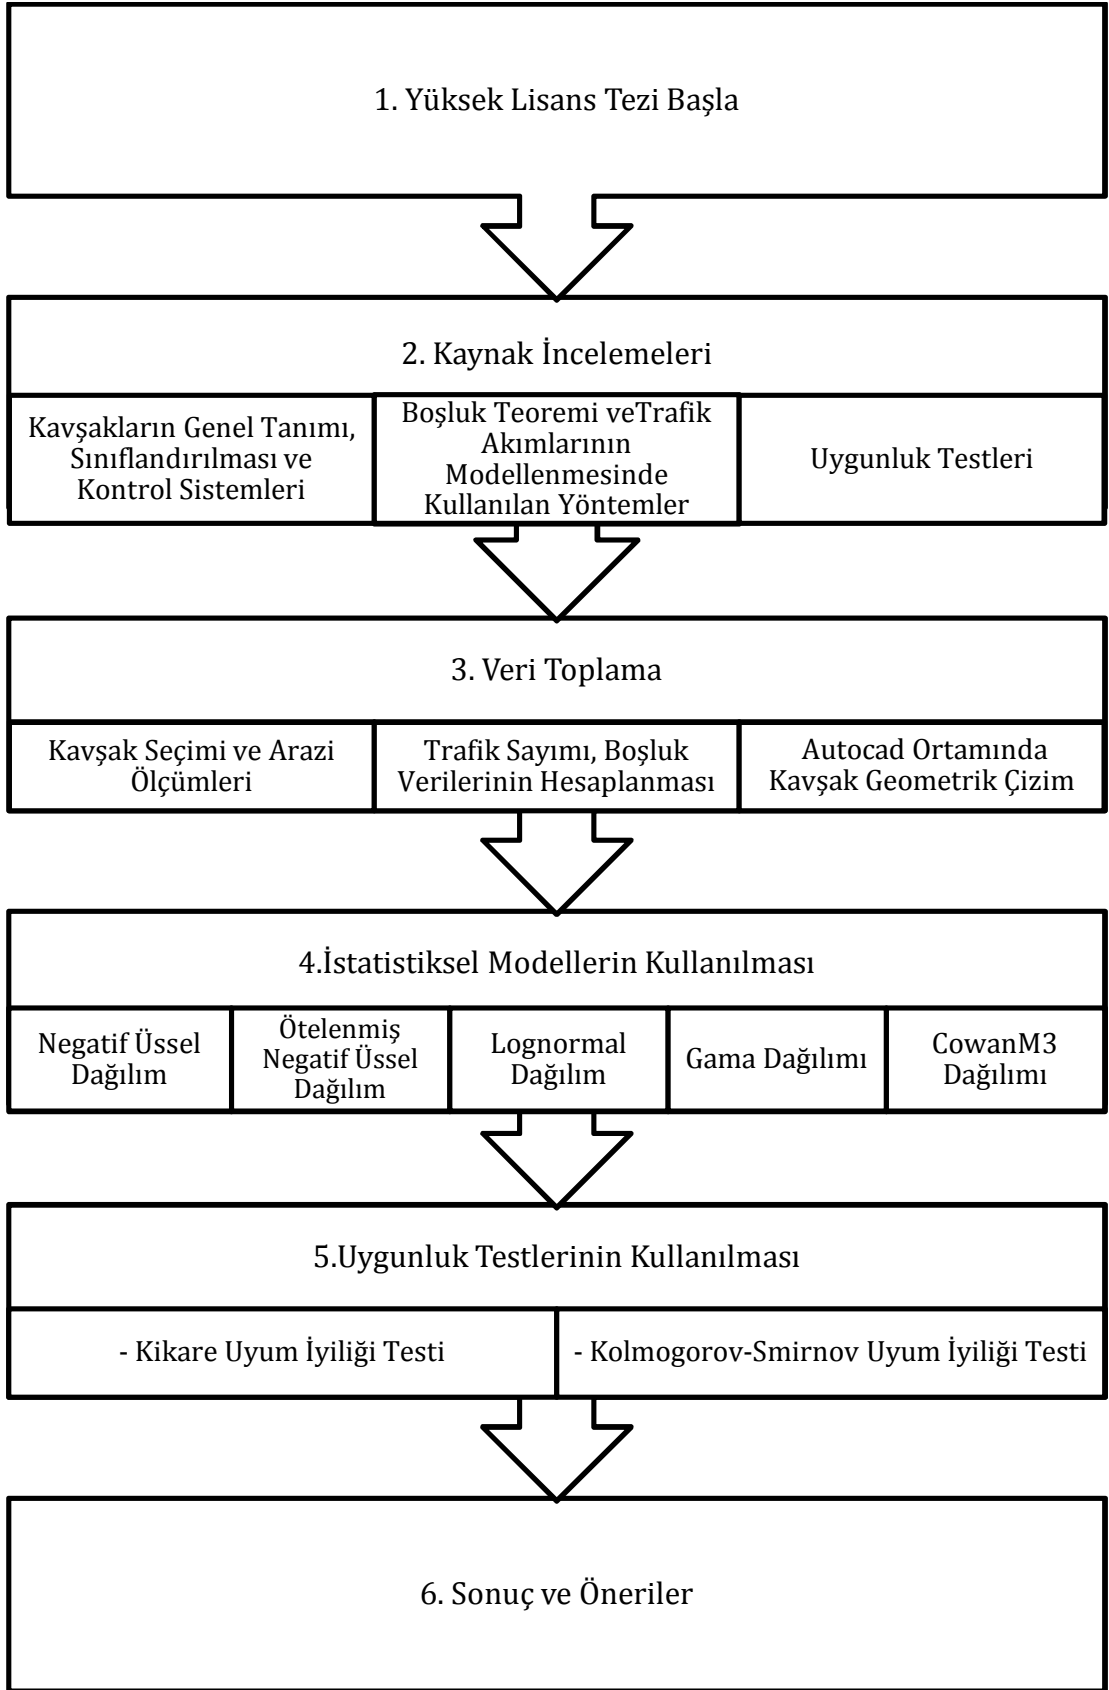 1. Yüksek Lisans Tezi Başla
2. Kaynak İncelemeleri
Kavşakların Genel Tanımı,
Sınıflandırılması ve
Kontrol Sistemleri
Boşluk Teoremi veTrafik
Akımlarının
Modellenmesinde
Kullanılan Yöntemler
Uygunluk Testleri
3. Veri Toplama
Kavşak Seçimi ve Arazi
Ölçümleri
Trafik Sayımı, Boşluk
Verilerinin Hesaplanması
Autocad Ortamında
Kavşak Geometrik Çizim
4.İstatistiksel Modellerin Kullanılması
Negatif Üssel
Dağılım
Ötelenmiş
Negatif Üssel
Dağılım
Lognormal
Dağılım
Gama Dağılımı
CowanM3
Dağılımı
5.Uygunluk Testlerinin Kullanılması
- Kikare Uyum İyiliği Testi
- Kolmogorov-Smirnov Uyum İyiliği Testi
6. Sonuç ve Öneriler